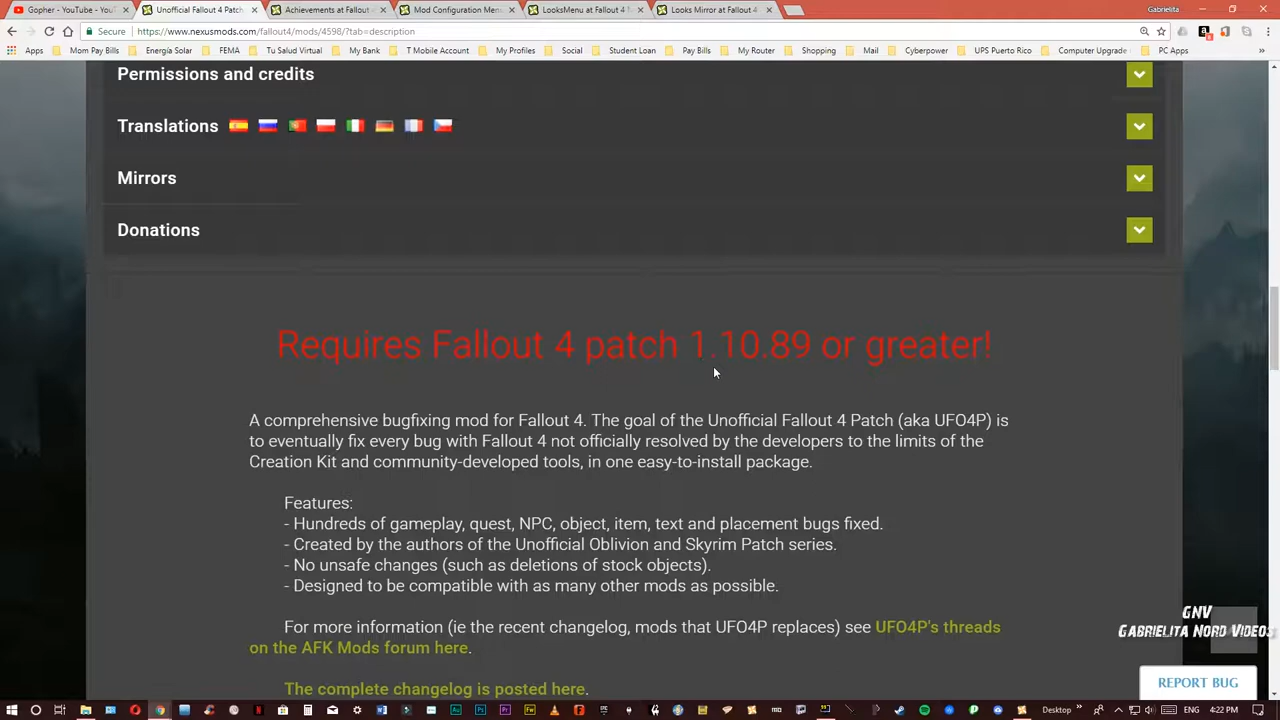 Gopher - YouTube - YouT
Unofficial Fallout 4 Patch
Achievements at Fallout 4
Mod Configuration Menu
LooksMenu at Fallout 4 M
Looks Mirror at Fallout 4
Gabrielita
Secure
https://www.nexusmods.com/fallout4/mods/4598/?tab=description
Apps
Mom Pay Bills
Energía Solar
FEMA
Tu Salud Virtual
My Bank
T Mobile Account
My Profiles
Social
Student Loan
Pay Bill
My Router
Shopping
Mail
Cyberpower
UPS Puerto Rico
Computer Upgrade
PC Apps
Permissions and credits
Translations
Mirrors
Donations
Requires Fallout 4 patch 1.10.89 or greater!
A comprehensive bugfixing mod for Fallout 4. The goal of the Unofficial Fallout 4 Patch (aka UFO4P) is
to eventually fix every bug with Fallout 4 not officially resolved by the developers to the limits of the
Creation Kit and community-developed tools, in one easy-to-install package.
Features:
- Hundreds of gameplay, quest, NPC, object, item, text and placement bugs fixed.
- Created by the authors of the Unofficial Oblivion and Skyrim Patch series.
- No unsafe changes (such as deletions of stock objects).
- Designed to be compatible with as many other mods as possible.
For more information (ie the recent changelog, mods that UFO4P replaces) see UFO4P's threads
on the AFK Mods forum here.
The complete changelog is posted here.
GNV
Gabrielita Nord Videos
REPORT BUG
Desktop
4:22 PM